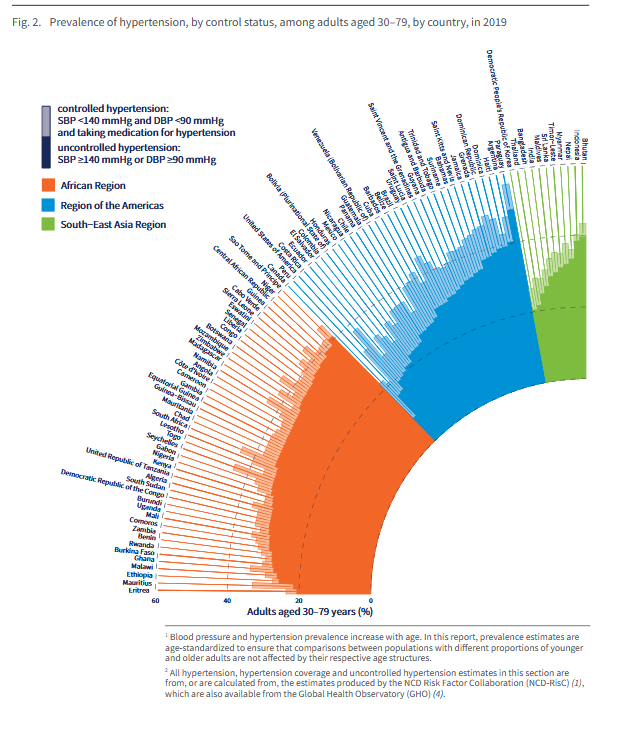 Fig. 2. Prevalence of hypertension, by control status, among adults aged 30–79, by country, in 2019
controlled hypertension:
SBP <140 mmHg and DBP <90 mmHg
and taking medication for hypertension
uncontrolled hypertension:
SBP ≥140 mmHg or DBP ≥90 mmHg
African Region
Region of the Americas
South–East Asia Region
Bhutan
Indonesia
Nepal
Myanmar
Timor-Leste
Sri Lanka
Maldives
India
Bangladesh
Thailand
Democratic People's Republic of Korea
Paraguay
Argentina
Haiti
Dominica
Dominican Republic
Grenada
Jamaica
Saint Kitts and Nevis
Bahamas
Suriname
Trinidad and Tobago
Antigua and Barbuda
Guyana
Saint Vincent and the Grenadines
Saint Lucia
Uruguay
Brazil
Belize
Barbados
Cuba
Venezuela (Bolivarian Republic of)
Guatemala
Panama
Chile
Nicaragua
Mexico
Honduras
Bolivia (Plurinational State of)
Colombia
El Salvador
Ecuador
Costa Rica
United States of America
Peru
Canada
Sao Tome and Principe
Niger
Central African Republic
Guinea
Cabo Verde
Sierra Leone
Eswatini
Senegal
Liberia
Congo
Botswana
Mozambique
Zimbabwe
Madagascar
Namibia
Angola
Côte d'Ivoire
Cameroon
Gambia
Equatorial Guinea
Guinea-Bissau
Mauritania
Chad
South Africa
Lesotho
Togo
Seychelles
Gabon
Nigeria
Kenya
United Republic of Tanzania
Algeria
South Sudan
Democratic Republic of the Congo
Burundi
Uganda
Mali
Comoros
Zambia
Benin
Rwanda
Burkina Faso
Ghana
Malawi
Ethiopia
Mauritius
Eritrea
60 40 20 0
Adults aged 30–79 years (%)
¹ Blood pressure and hypertension prevalence increase with age. In this report, prevalence estimates are
age-standardized to ensure that comparisons between populations with different proportions of younger
and older adults are not affected by their respective age structures.
² All hypertension, hypertension coverage and uncontrolled hypertension estimates in this section are
from, or are calculated from, the estimates produced by the NCD Risk Factor Collaboration (NCD-RisC) (1),
which are also available from the Global Health Observatory (GHO) (4).